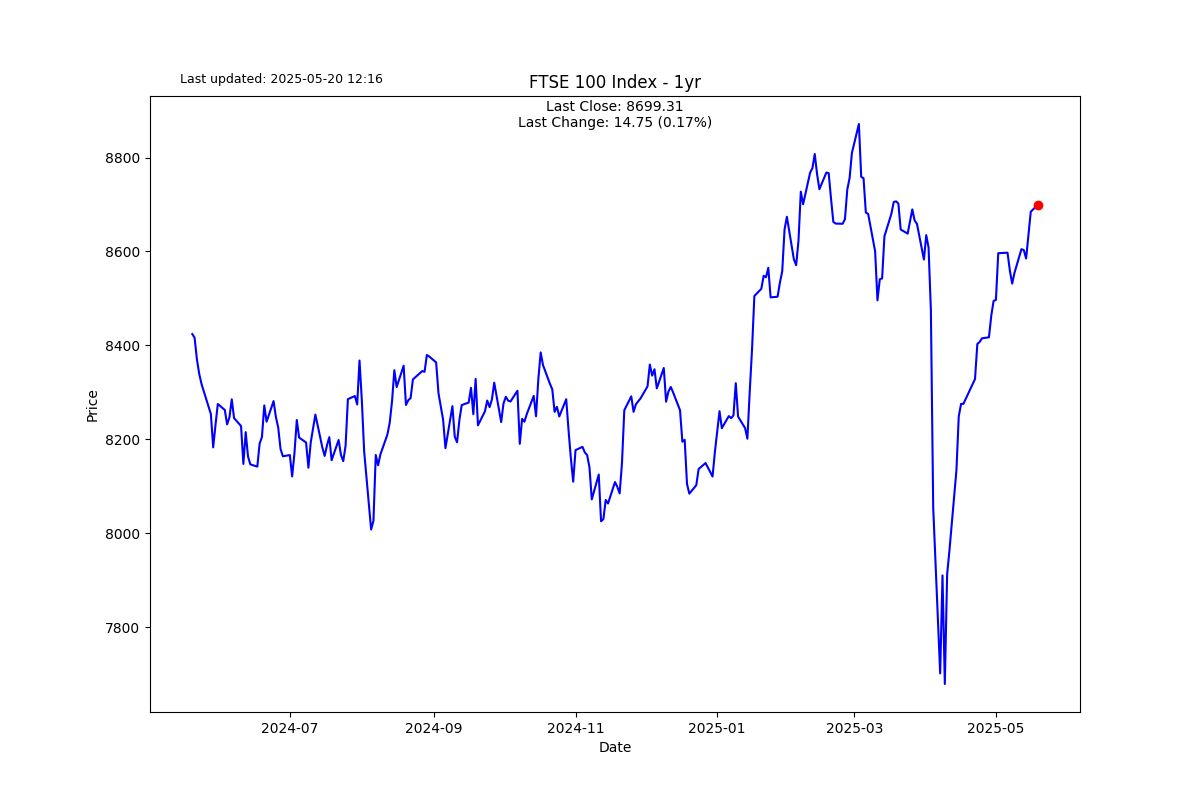 Last updated: 2025-05-20 12:16
FTSE 100 Index - 1yr
Last Close: 8699.31
Last Change: 14.75 (0.17%)
8800
8600
8400
8200
8000
7800
Price
2024-07
2024-09
2024-11
2025-01
2025-03
2025-05
Date